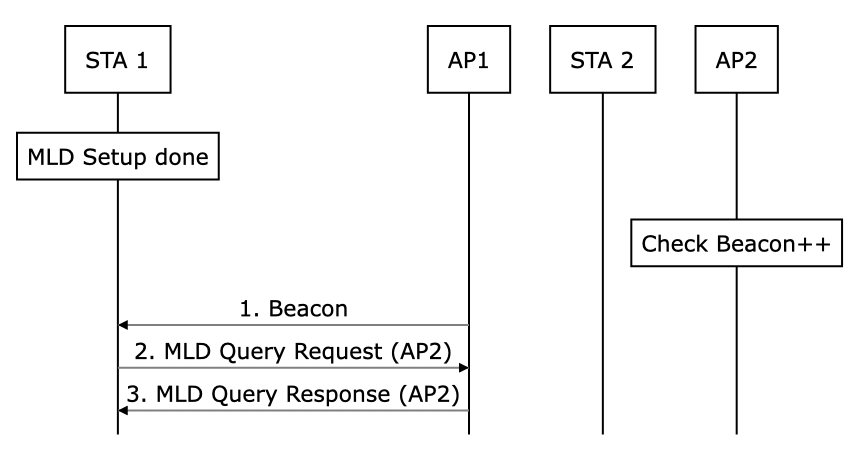 STA 1
AP1
STA 2
AP2
MLD Setup done
Check Beacon++
1. Beacon
2. MLD Query Request (AP2)
3. MLD Query Response (AP2)